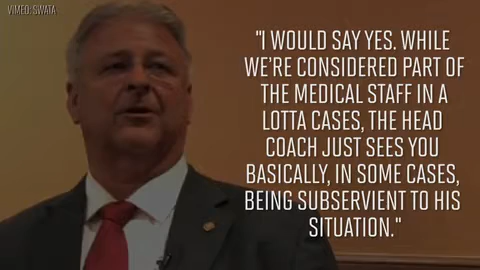 VIMEO: SWATA
"I WOULD SAY YES. WHILE
WE'RE CONSIDERED PART OF
THE MEDICAL STAFF IN A
LOTTA CASES, THE HEAD
COACH JUST SEES YOU
BASICALLY, IN SOME CASES,
BEING SUBSERVIENT TO HIS
SITUATION."